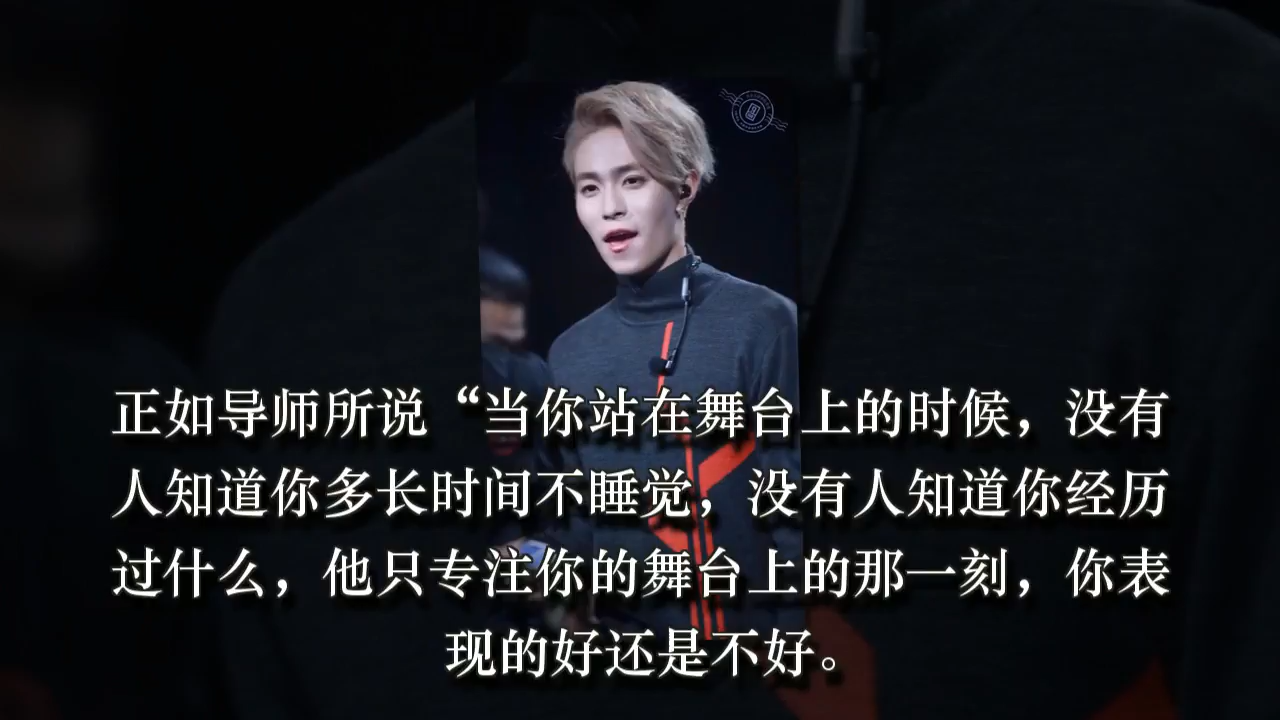 正如导师所说“当你站在舞台上的时候，没有
人知道你多长时间不睡觉，没有人知道你经历
过什么，他只专注你的舞台上的那一刻，你表
现的好还是不好。